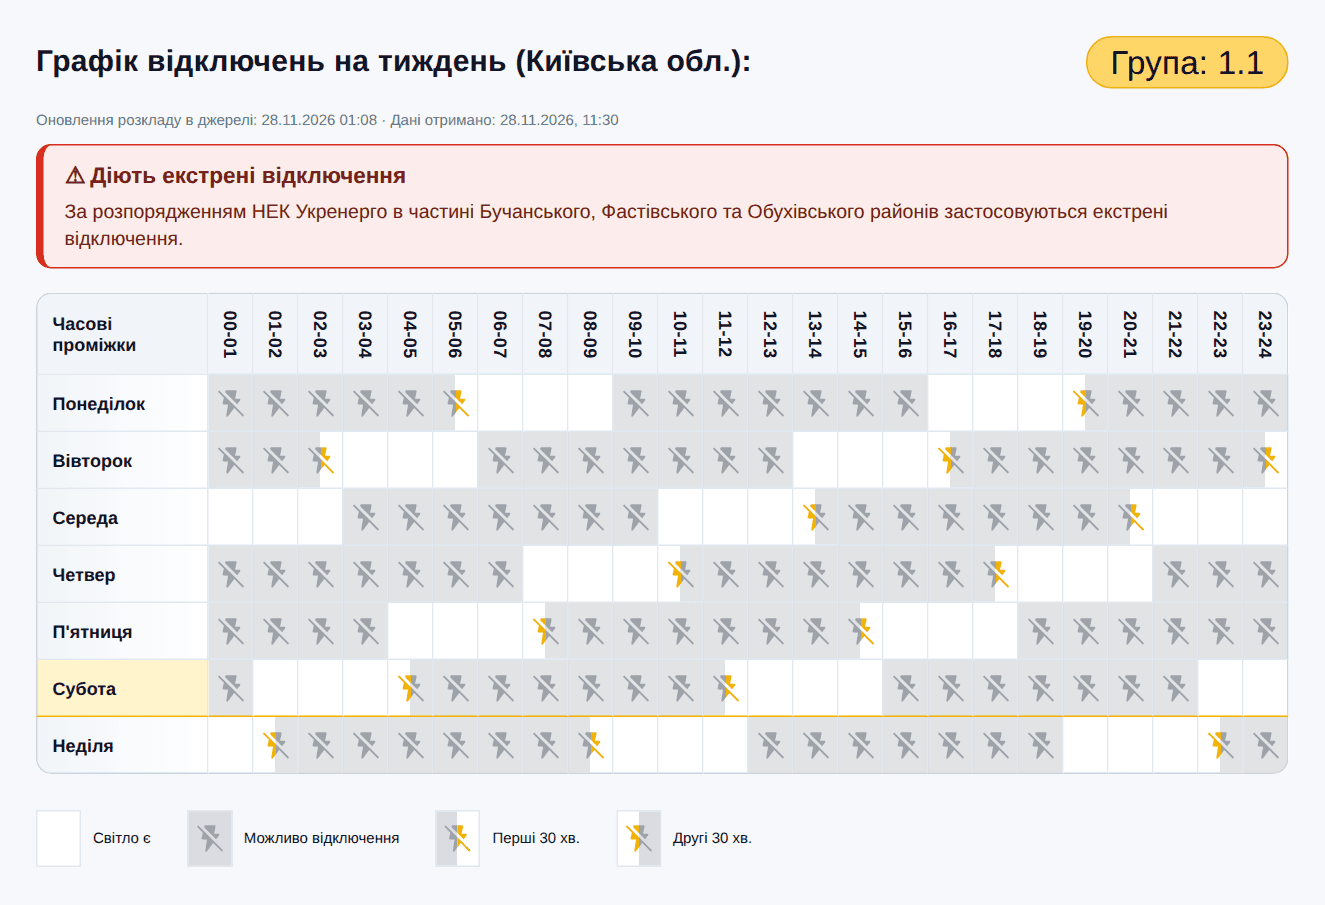 Графік відключень на тиждень (Київська обл.):
Група: 1.1
Оновлення розкладу в джерелі: 28.11.2026 01:08 · Дані отримано: 28.11.2026, 11:30
⚠ Діють екстрені відключення
За розпорядженням НЕК Укренерго в частині Бучанського, Фастівського та Обухівського районів застосовуються екстрені
відключення.
Часові
проміжки
00-01
01-02
02-03
03-04
04-05
05-06
06-07
07-08
08-09
09-10
10-11
11-12
12-13
13-14
14-15
15-16
16-17
17-18
18-19
19-20
20-21
21-22
22-23
23-24
Понеділок
Вівторок
Середа
Четвер
П'ятниця
Субота
Неділя
Світло є
Можливо відключення
Перші 30 хв.
Другі 30 хв.